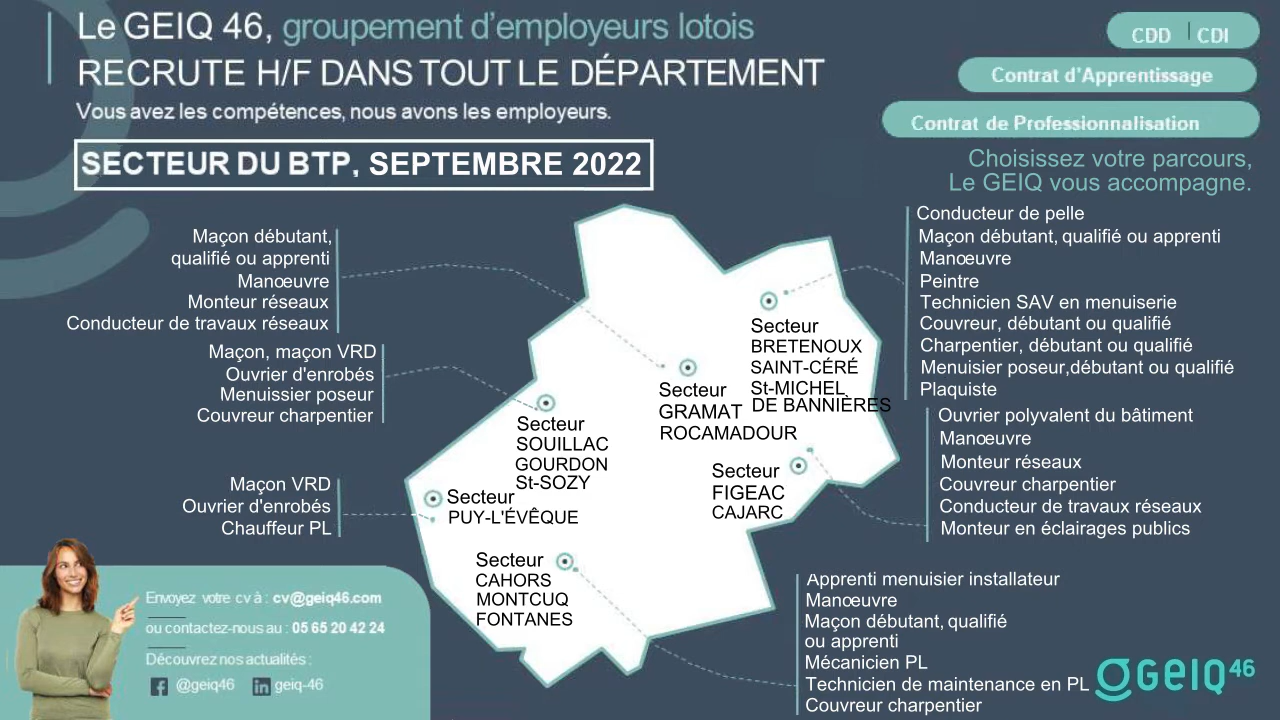 Le GEIQ 46, groupement d'employeurs lotois
RECRUTE H/F DANS TOUT LE DÉPARTEMENT
Vous avez les compétences, nous avons les employeurs.
SECTEUR DU BTP, SEPTEMBRE 2022
CDD | CDI
Contrat d'Apprentissage
Contrat de Professionnalisation
Choisissez votre parcours,
Le GEIQ vous accompagne.
Maçon débutant,
qualifié ou apprenti
Manœuvre
Monteur réseaux
Conducteur de travaux réseaux
Maçon, maçon VRD
Ouvrier d'enrobés
Menuissier poseur
Couvreur charpentier
Maçon VRD
Ouvrier d'enrobés
Chauffeur PL
Secteur
BRETENOUX
SAINT-CÉRÉ
St-MICHEL
DE BANNIÈRES
Secteur
GRAMAT
ROCAMADOUR
Secteur
SOUILLAC
GOURDON
St-SOZY
Secteur
FIGEAC
CAJARC
Secteur
PUY-L'ÉVÊQUE
Secteur
CAHORS
MONTCUQ
FONTANES
Conducteur de pelle
Maçon débutant, qualifié ou apprenti
Manœuvre
Peintre
Technicien SAV en menuiserie
Couvreur, débutant ou qualifié
Charpentier, débutant ou qualifié
Menuisier poseur,débutant ou qualifié
Plaquiste
Ouvrier polyvalent du bâtiment
Manœuvre
Monteur réseaux
Couvreur charpentier
Conducteur de travaux réseaux
Monteur en éclairages publics
Apprenti menuisier installateur
Manœuvre
Maçon débutant, qualifié
ou apprenti
Mécanicien PL
Technicien de maintenance en PL
Couvreur charpentier
Envoyez votre cv à : cv@geiq46.com
ou contactez-nous au : 05 65 20 42 24
Découvrez nos actualités :
@geiq46 in geiq-46
GEIQ 46